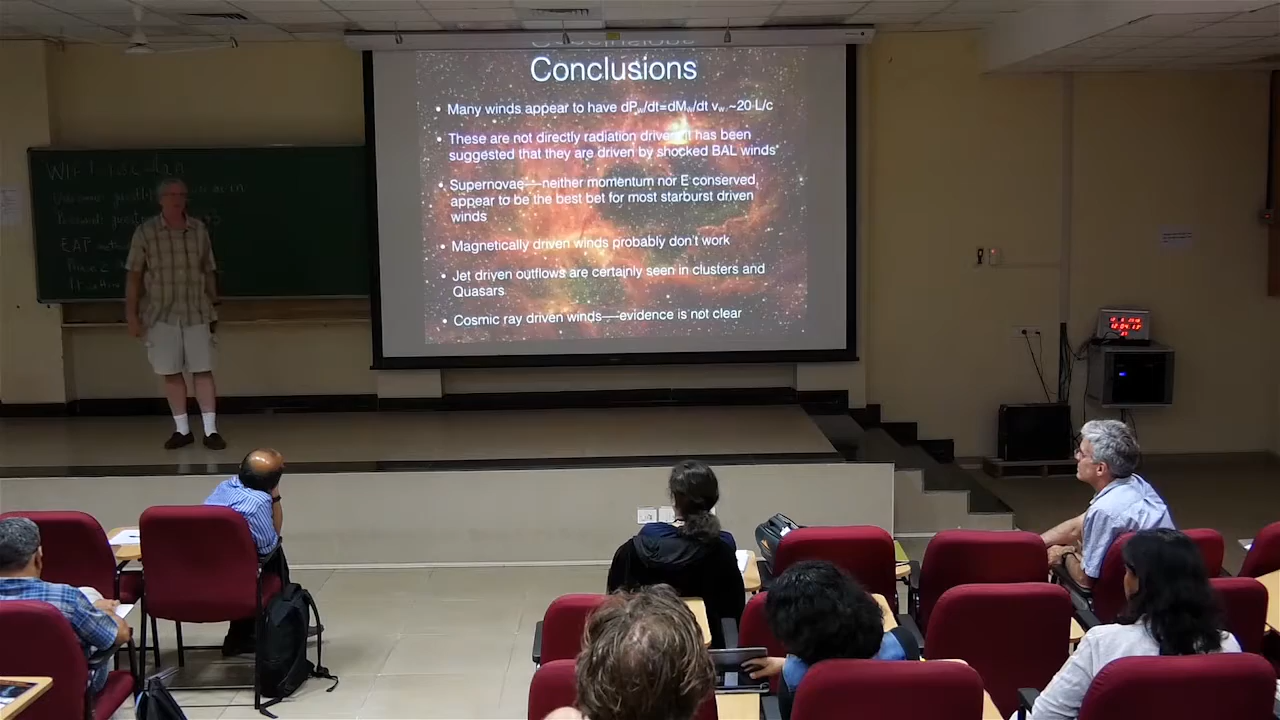 Conclusions
• Many winds appear to have dPw/dt=dMw/dt vw ~20 L/c
• These are not directly radiation driven it has been
suggested that they are driven by shocked BAL winds*
• Supernovae—neither momentum nor E conserved,
appear to be the best bet for most starburst driven
winds
• Magnetically driven winds probably don't work
• Jet driven outflows are certainly seen in clusters and
Quasars
• Cosmic ray driven winds—evidence is not clear